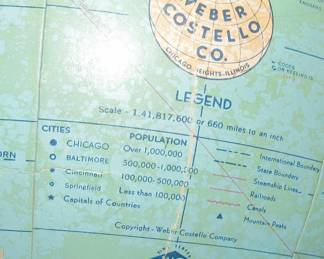 WEBER
COSTELLO
CO.
CHICAGO HEIGHTS-ILLINOIS
LEGEND
Scale - 1:41,817,600 or 660 miles to an inch
CITIES
POPULATION
CHICAGO Over 1,000,000
BALTIMORE 500,000-1,000,000
Cincinnati 100,000-500,000
Springfield Less than 100,000
Capitals of Countries
International Boundary
State Boundary
Steamship Lines
Railroads
Canals
Mountain Peaks
Copyright - Weber Costello Company
ORN